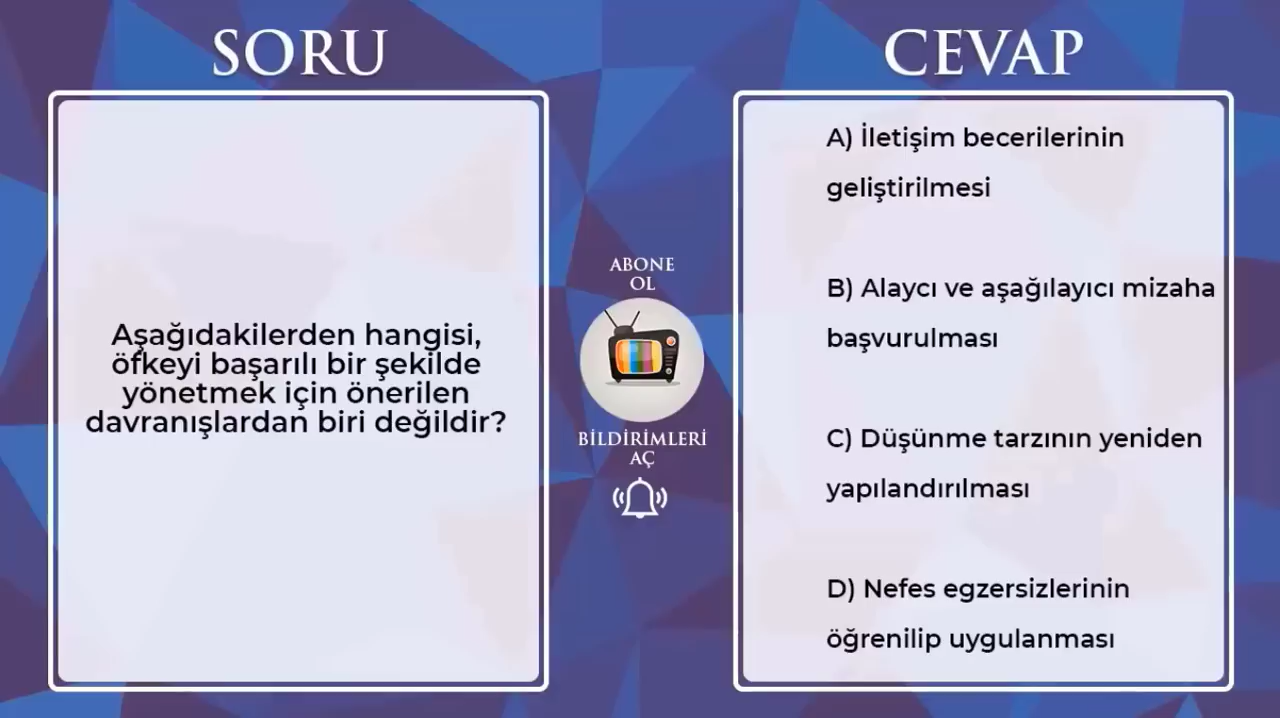 SORU
Aşağıdakilerden hangisi,
öfkeyi başarılı bir şekilde
yönetmek için önerilen
davranışlardan biri değildir?
ABONE
OL
BİLDİRİMLERİ
AÇ
CEVAP
A) İletişim becerilerinin
geliştirilmesi
B) Alaycı ve aşağılayıcı mizaha
başvurulması
C) Düşünme tarzının yeniden
yapılandırılması
D) Nefes egzersizlerinin
öğrenilip uygulanması